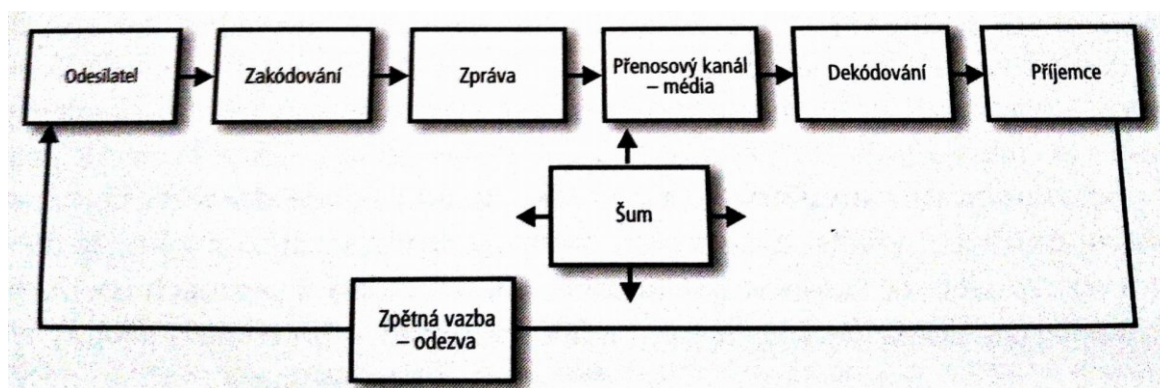 Odesílatel
Zakódování
Zpráva
Přenosový kanál
– média
Dekódování
Příjemce
Šum
Zpětná vazba
– odezva